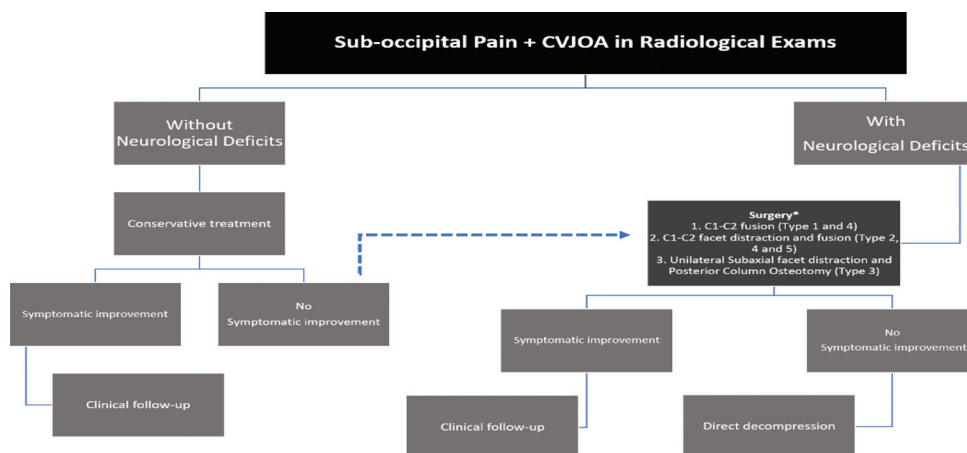 Sub-occipital Pain + CVJOA in Radiological Exams
Without
Neurological Deficits
With
Neurological Deficits
Conservative treatment
Surgery*
1. C1-C2 fusion (Type 1 and 4)
2. C1-C2 facet distraction and fusion (Type 2,
4 and 5)
3. Unilateral Subaxial facet distraction and
Posterior Column Osteotomy (Type 3)
Symptomatic improvement
No
Symptomatic improvement
Symptomatic improvement
No
Symptomatic improvement
Clinical follow-up
Clinical follow-up
Direct decompression